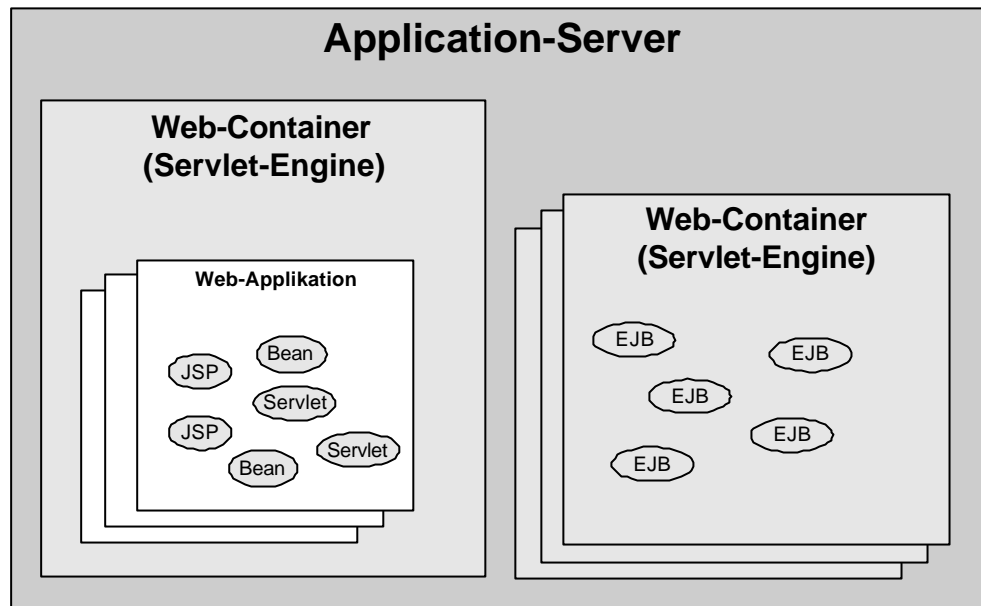 Application-Server
Web-Container
(Servlet-Engine)
Web-Applikation
Bean
JSP
Servlet
JSP
Servlet
Bean
Web-Container
(Servlet-Engine)
EJB
EJB
EJB
EJB
EJB